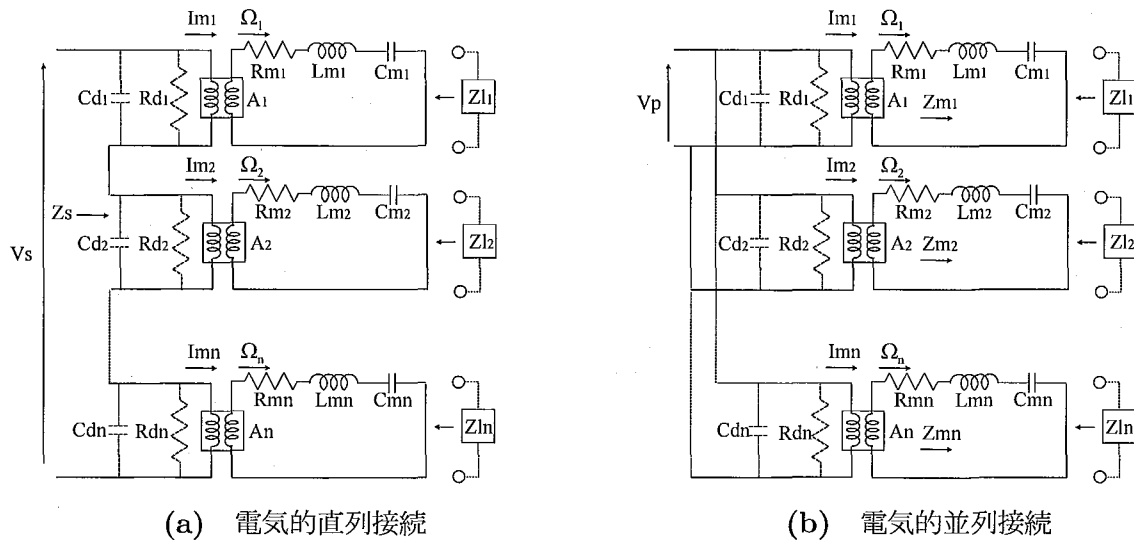 Im1 Ω1
Rm1 Lm1 Cm1
Cd1 Rd1 A1 Zl1
Im2 Ω2
Rm2 Lm2 Cm2
Zs
Cd2 Rd2 A2 Zl2
Vs
Imn Ωn
Rmn Lmn Cmn
Cdn Rdn An Zln
(a) 電気的直列接続
Im1 Ω1
Rm1 Lm1 Cm1
Vp Cd1 Rd1 A1 Zm1 Zl1
Im2 Ω2
Rm2 Lm2 Cm2
Cd2 Rd2 A2 Zm2 Zl2
Imn Ωn
Rmn Lmn Cmn
Cdn Rdn An Zmn Zln
(b) 電気的並列接続